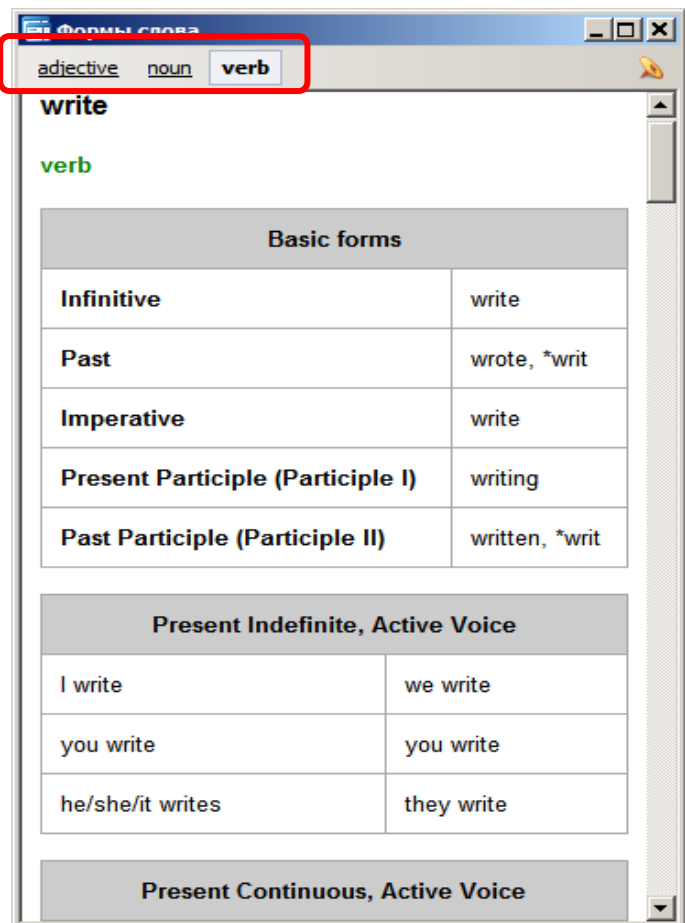 Формы слова
adjective noun verb
write
verb
Basic forms
Infinitive write
Past wrote, *writ
Imperative write
Present Participle (Participle I) writing
Past Participle (Participle II) written, *writ
Present Indefinite, Active Voice
I write we write
you write you write
he/she/it writes they write
Present Continuous, Active Voice